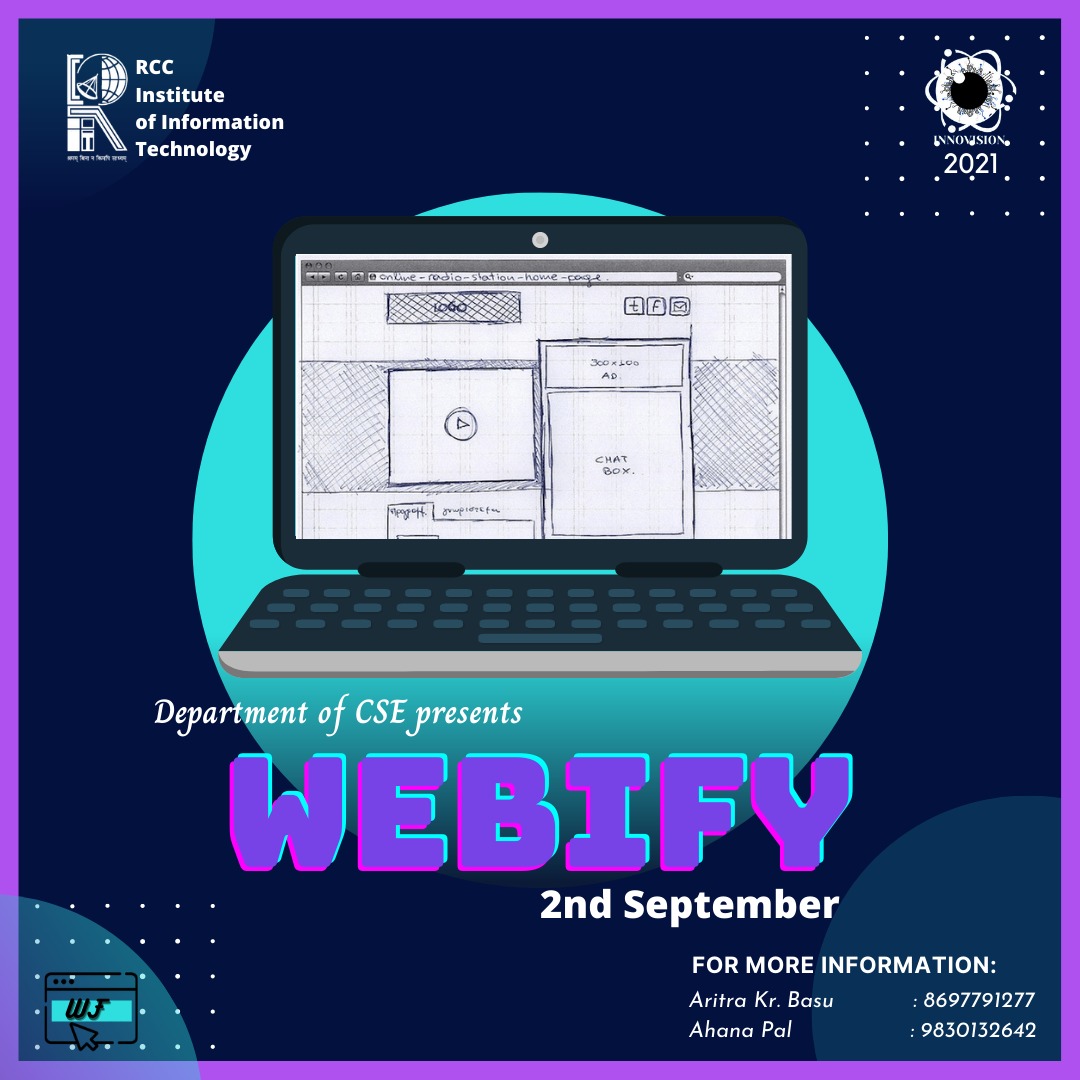 RCC
Institute
of Information
Technology
INNOVISION
2021
online-radio-station-home-page.
LOGO
t f
300x100
AD.
CHAT
BOX.
Department of CSE presents
WEBIFY
2nd September
FOR MORE INFORMATION:
Aritra Kr. Basu : 8697791277
Ahana Pal : 9830132642
WF